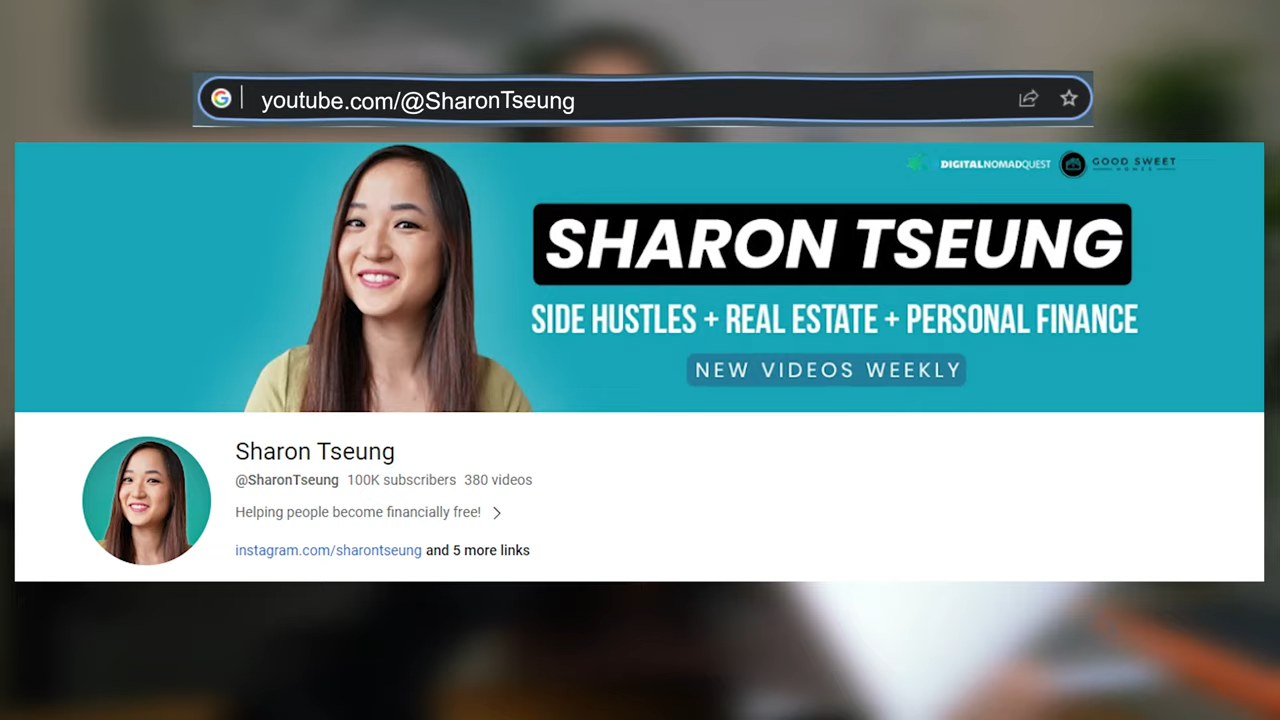 youtube.com/@SharonTseung
DIGITALNOMADQUEST GOOD SWEET
HOMES
SHARON TSEUNG
SIDE HUSTLES + REAL ESTATE + PERSONAL FINANCE
NEW VIDEOS WEEKLY
Sharon Tseung
@SharonTseung 100K subscribers 380 videos
Helping people become financially free!
instagram.com/sharontseung and 5 more links